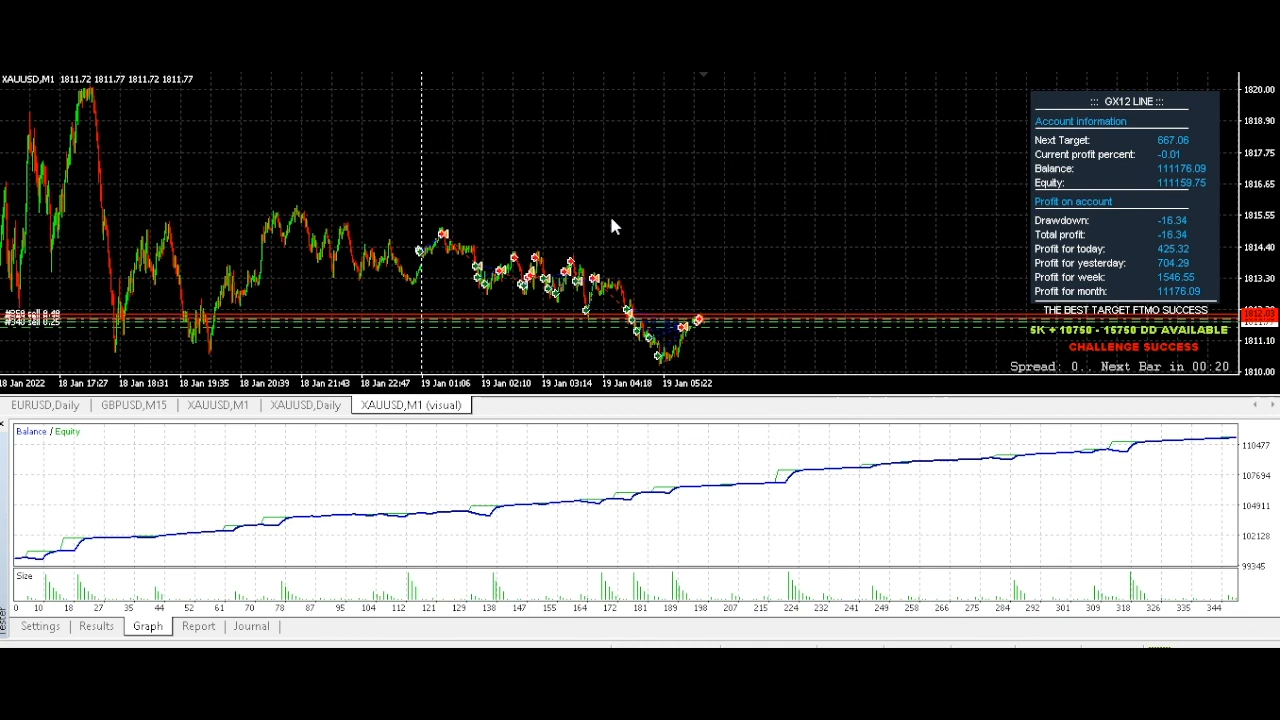 XAUUSD,M1 1811.72 1811.77 1811.72 1811.77
::: GX12 LINE :::
Account information
Next Target: 667.06
Current profit percent: -0.01
Balance: 111176.09
Equity: 111159.75
Profit on account
Drawdown: -16.34
Total profit: -16.34
Profit for today: 425.32
Profit for yesterday: 704.29
Profit for week: 1546.55
Profit for month: 11176.09
THE BEST TARGET FTMO SUCCESS
5K + 10750 - 15750 DD AVAILABLE
CHALLENGE SUCCESS
Spread: 0.. Next Bar in 00:20
1820.00
1818.90
1817.75
1816.65
1815.55
1814.40
1813.30
1812.03
1811.10
1810.00
#340 sell 0.25
18 Jan 2022 18 Jan 17:27 18 Jan 18:31 18 Jan 19:35 18 Jan 20:39 18 Jan 21:43 18 Jan 22:47 19 Jan 01:06 19 Jan 02:10 19 Jan 03:14 19 Jan 04:18 19 Jan 05:22
EURUSD,Daily GBPUSD,M15 XAUUSD,M1 XAUUSD,Daily XAUUSD,M1 (visual)
Balance / Equity
110477
107694
104911
102128
99345
Size
0 10 18 27 35 44 52 61 70 78 87 95 104 112 121 129 138 147 155 164 172 181 189 198 207 215 224 232 241 249 258 266 275 284 292 301 309 318 326 335 344
Settings Results Graph Report Journal